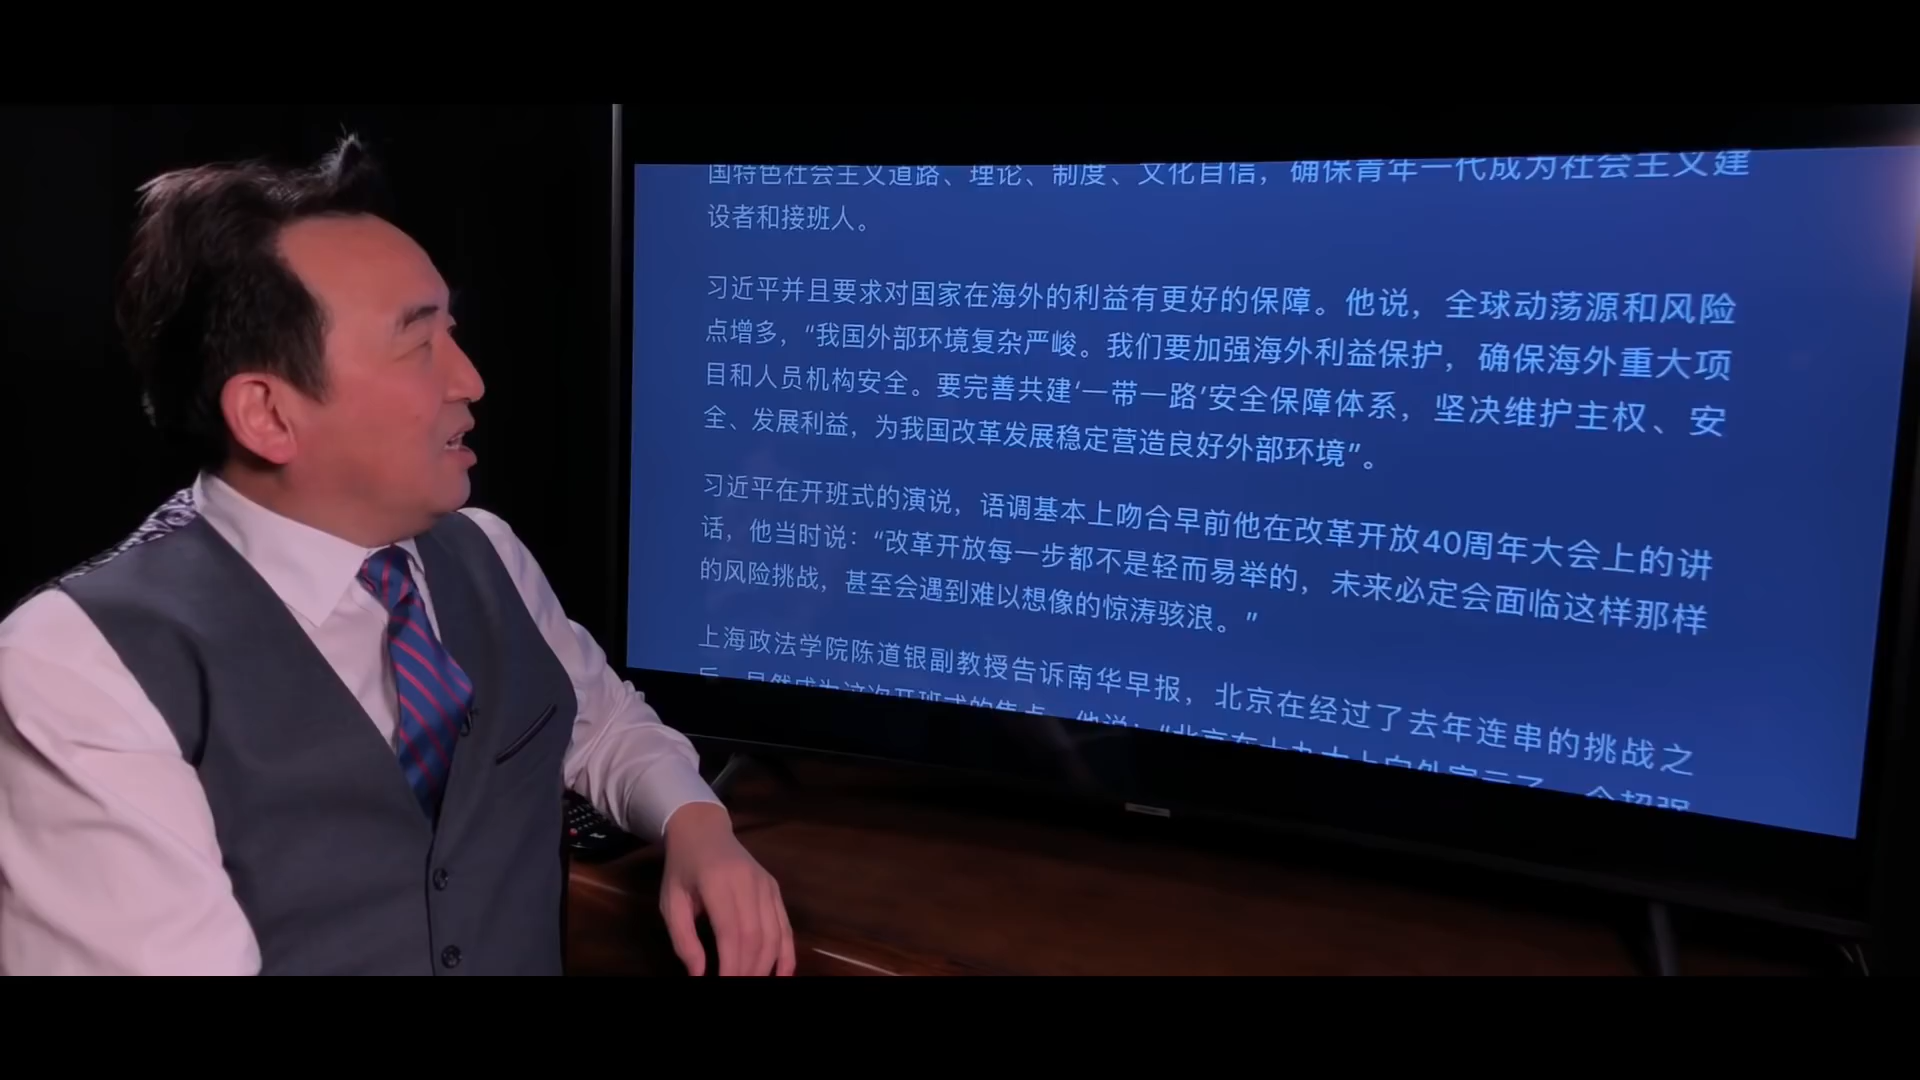 国特色社会主义道路、理论、制度、文化自信，确保青年一代成为社会主义建
设者和接班人。
习近平并且要求对国家在海外的利益有更好的保障。他说，全球动荡源和风险
点增多，“我国外部环境复杂严峻。我们要加强海外利益保护，确保海外重大项
目和人员机构安全。要完善共建‘一带一路’安全保障体系，坚决维护主权、安
全、发展利益，为我国改革发展稳定营造良好外部环境”。
习近平在开班式的演说，语调基本上吻合早前他在改革开放40周年大会上的讲
话，他当时说：“改革开放每一步都不是轻而易举的，未来必定会面临这样那样
的风险挑战，甚至会遇到难以想像的惊涛骇浪。”
上海政法学院陈道银副教授告诉南华早报，北京在经过了去年连串的挑战之